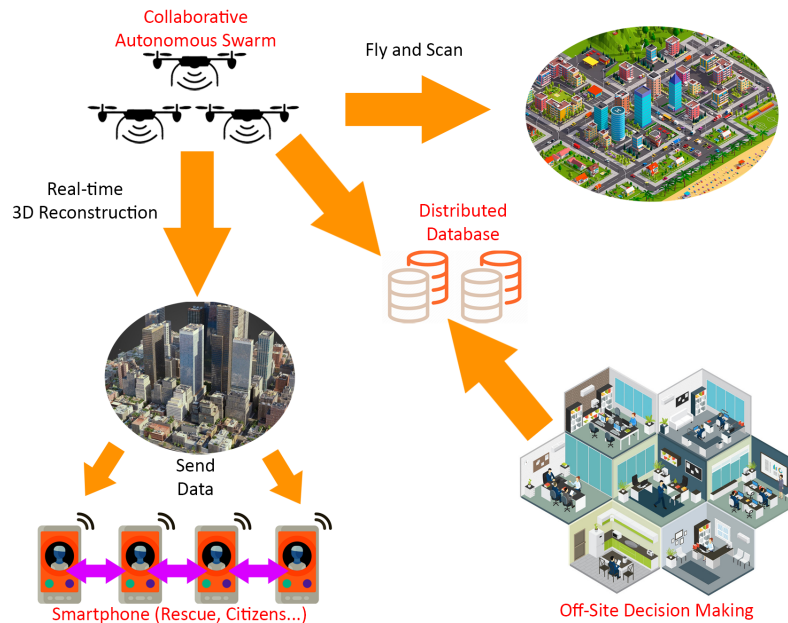 Collaborative
Autonomous Swarm
Fly and Scan
Real-time
3D Reconstruction
Distributed
Database
Send
Data
Smartphone (Rescue, Citizens...)
Off-Site Decision Making